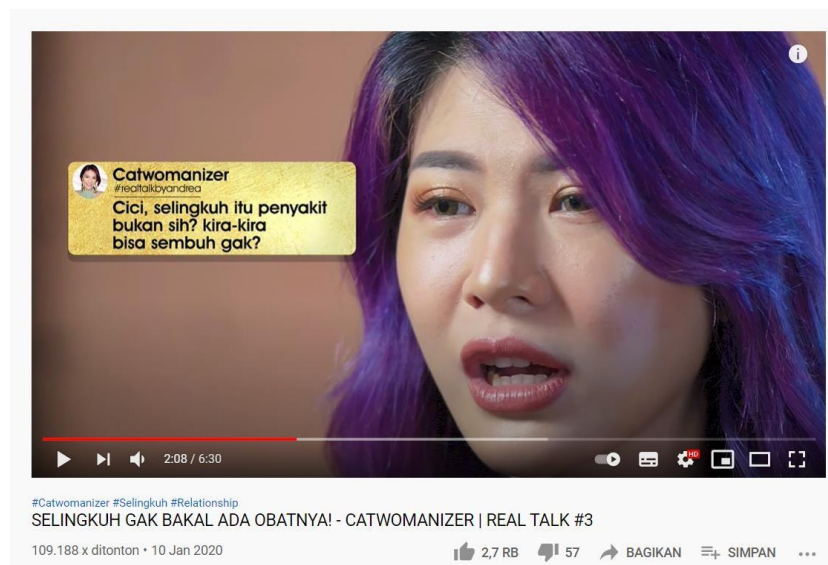 Catwomanizer
#realtalkbyandrea
Cici, selingkuh itu penyakit
bukan sih? kira-kira
bisa sembuh gak?
2:08 / 6:30
HD
#Catwomanizer #Selingkuh #Relationship
SELINGKUH GAK BAKAL ADA OBATNYA! - CATWOMANIZER | REAL TALK #3
109.188 x ditonton • 10 Jan 2020
2,7 RB 57 BAGIKAN SIMPAN